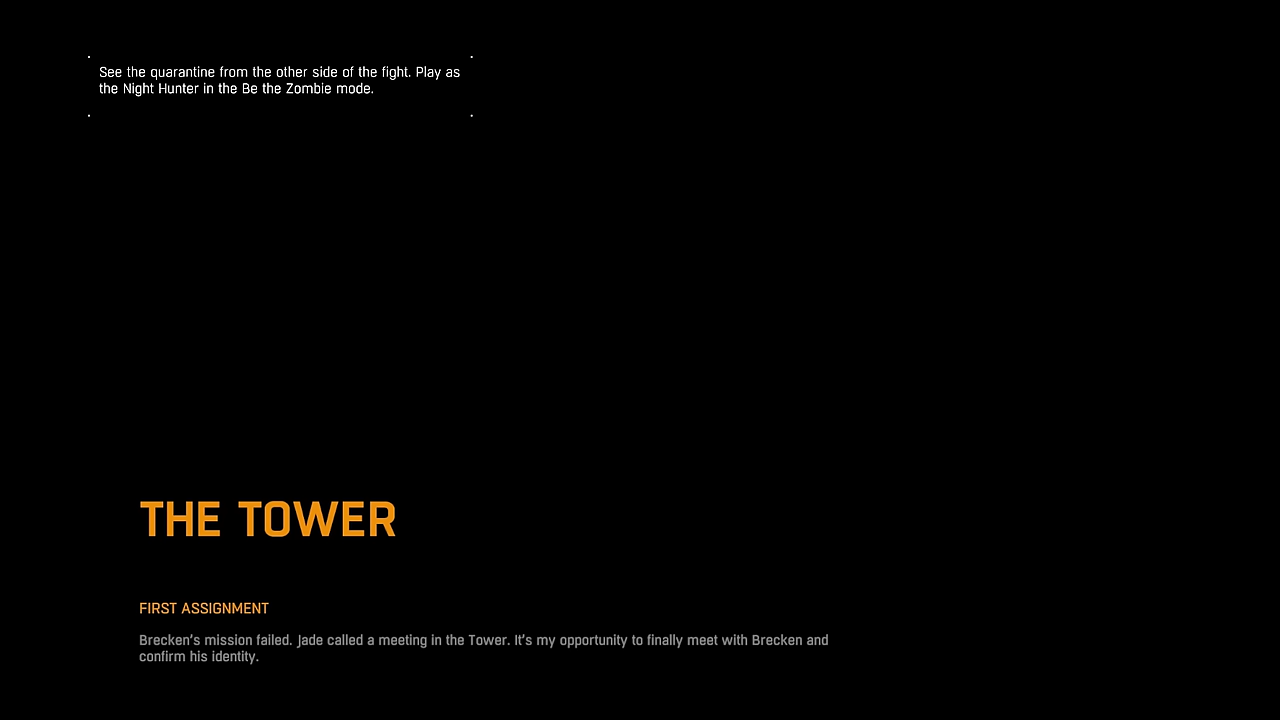 See the quarantine from the other side of the fight. Play as
the Night Hunter in the Be the Zombie mode.
THE TOWER
FIRST ASSIGNMENT
Brecken's mission failed. Jade called a meeting in the Tower. It's my opportunity to finally meet with Brecken and
confirm his identity.